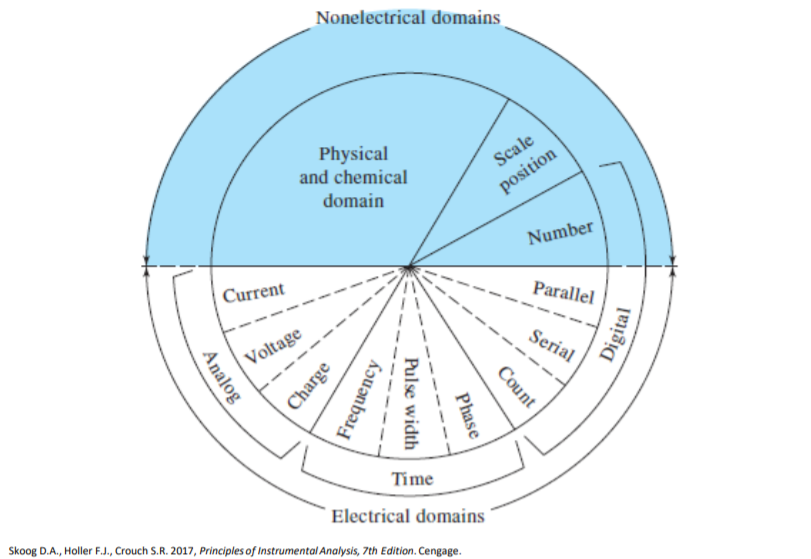 Nonelectrical domains
Physical
and chemical
domain
Scale
position
Number
Current
Voltage
Charge
Analog
Frequency
Pulse width
Phase
Time
Count
Serial
Parallel
Digital
Electrical domains
Skoog D.A., Holler F.J., Crouch S.R. 2017, Principles of Instrumental Analysis, 7th Edition. Cengage.